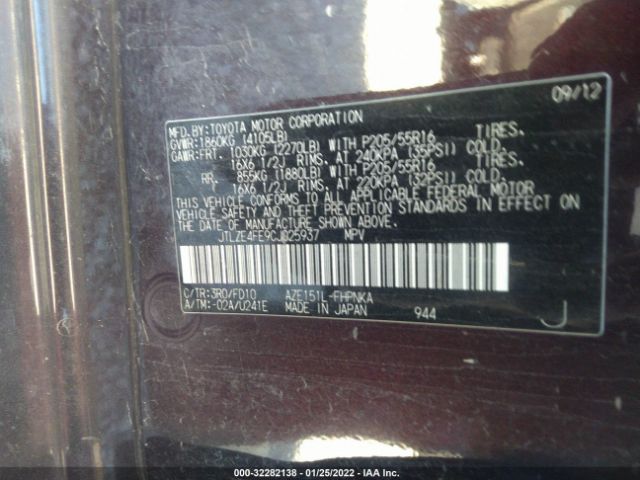 09/12
MFD.BY:TOYOTA MOTOR CORPORATION
GVWR:1860KG (4105LB)
GAWR:FRT. 1030KG (2270LB) WITH P205/55R16 TIRES.
16X6 1/2J RIMS. AT 240KPA (35PSI) COLD.
RR. 855KG (1880LB) WITH P205/55R16 TIRES.
16X6 1/2J RIMS. AT 220KPA (32PSI) COLD.
THIS VEHICLE CONFORMS TO ALL APPLICABLE FEDERAL MOTOR
VEHICLE SAFETY AND THEFT PREVENTION STANDARDS IN EFFECT ON
THE DATE OF MANUFACTURE SHOWN ABOVE.
JTLZE4FE9CJ025937 MPV
C/TR:3R0/FD10 AZE151L-FHPNKA
A/TM:-02A/U241E MADE IN JAPAN 944 J
000-32282138 - 01/25/2022 - IAA Inc.